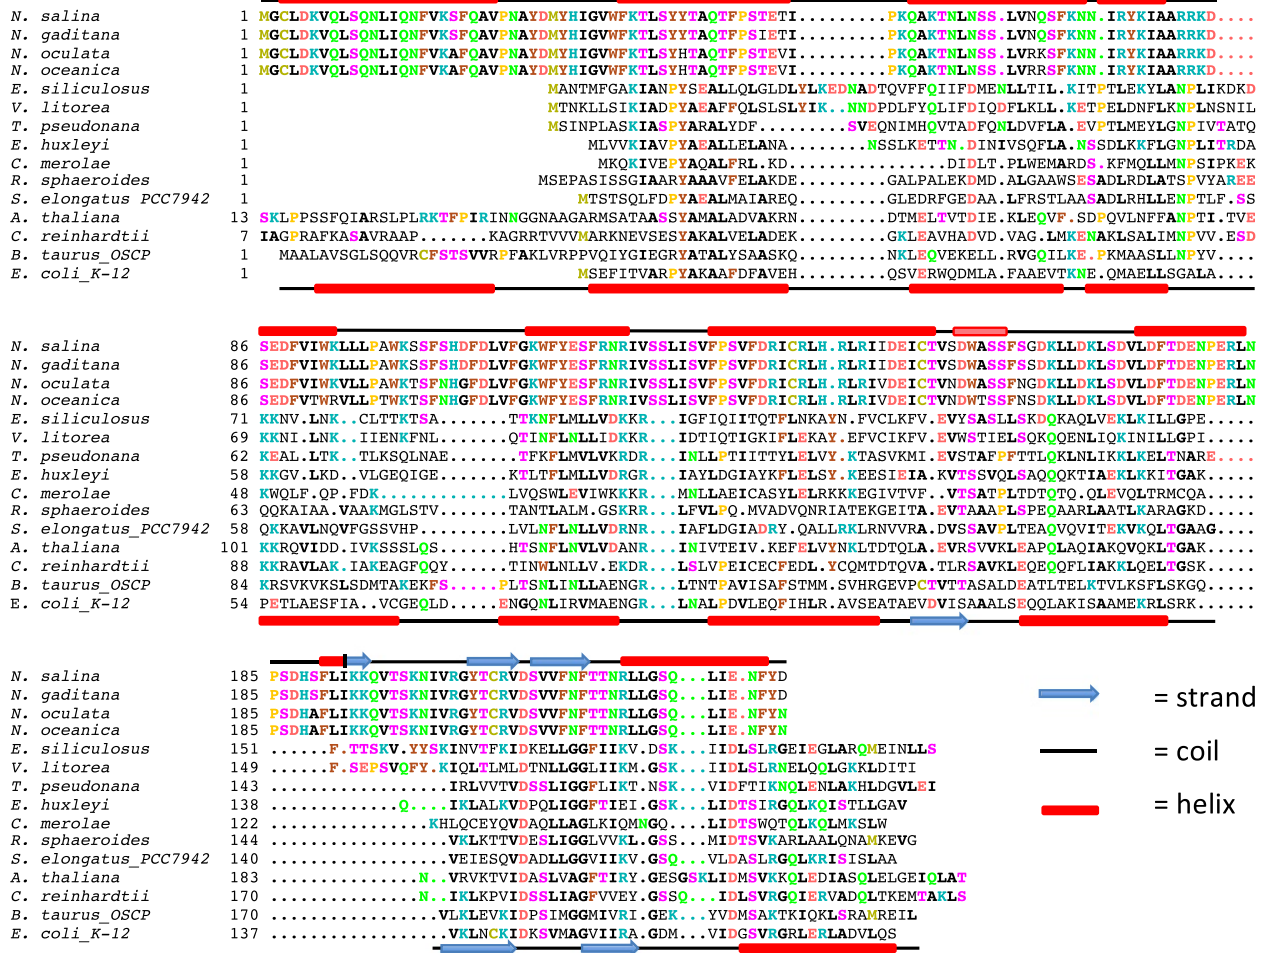 N. salina 1 MGCLDKVQLSQNLIQNFVKSFQAVPNAYDMYHIGVWFKTLSYYTAQTFPSTETI..........PKQAKTNLNSS.LVNQSFKNN.IRYKIAARRKD....
N. gaditana 1 MGCLDKVQLSQNLIQNFVKSFQAVPNAYDMYHIGVWFKTLSYYTAQTFPSIETI..........PKQAKTNLNSS.LVNQSFKNN.IRYKIAARRKD....
N. oculata 1 MGCLDKVQLSQNLIQNFVKAFQAVPNAYDMYHIGVWFKTLSYHTAQTFPSTEVI..........PKQAKTNLNSS.LVRKSFKNN.IRYKIAARRKD....
N. oceanica 1 MGCLDKVQLSQNLIQNFVKAFQAVPNAYDMYHIGVWFKTLSYHTAQTFPSTEVI..........PKQAKTNLNSS.LVRRSFKNN.IRYKIAARRKD....
E. siliculosus 1 MANTMFGAKIANPYSEALLQLGLDLYLKEDNADTQVFFQIIFDMENLLTIL.KITPTLEKYLANPLIKDKD
V. litorea 1 MTNKLLSIKIADPYAEAFFQLSLSLYIK.NNDPDLFYQLIFDIQDFLKLL.KETPELDNFLKNPLNSNIL
T. pseudonana 1 MSINPLASKIASPYARALYDF.........SVEQNIMHQVTADFQNLDVFLA.EVPTLMEYLGNPIVTATQ
E. huxleyi 1 MLVVKIAVPYAEALLELANA........NSSLKETTN.DINIVSQFLA.NSSDLKKFLGNPLITRDA
C. merolae 1 MKQKIVEPYAQALFRL.KD................DIDLT.PLWEMARDS.KFMQLLMNPSIPKEK
R. sphaeroides 1 MSEPASISSGIAARYAAAVFELAKDE.........GALPALEKDMD.ALGAAWSESADLRDLATSPVYAREE
S. elongatus PCC7942 1 MTSTSQLFDPYAEALMAIAREQ.........GLEDRFGEDAA.LFRSTLAASADLRHLLENPTLF.SS
A. thaliana 13 SKLPPSSFQIARSLPLRKTFPIRINNGGNAAGARMSATAASSYAMALADVAKRN.........DTMELTVTDIE.KLEQVF.SDPQVLNFFANPTI.TVE
C. reinhardtii 7 IAGPRAFKASAVRAAP.......KAGRRTVVVMARKNEVSESYAKALVELADEK.........GKLEAVHADVD.VAG.LMKENAKLSALIMNPVV.ESD
B. taurus_OSCP 1 MAALAVSGLSQQVRCFSTSVVRPFAKLVRPPVQIYGIEGRYATALYSAASKQ.........NKLEQVEKELLRVGQILKE.PKMAASLLNPYV....
E. coli_K-12 1 MSEFITVARPYAKAAFDFAVEH.........QSVERWQDMLA.FAAEVTKNE.QMAELLSGALA....
N. salina 86 SEDFVIWKLLLPAWKSSFSHDFDLVFGKWFYESFRNRIVSSLISVFPSVFDRICRLH.RLRIIDEICTVSDWASSFSGDKLLDKLSDVLDFTDENPERLN
N. gaditana 86 SEDFVIWKLLLPAWKSSFSHDFDLVFGKWFYESFRNRIVSSLISVFPSVFDRICRLH.RLRIIDEICTVSDWASSFSGDKLLDKLSDVLDFTDENPERLN
N. oculata 86 SEDFVIWKVLLPAWKTSFNHGFDLVFGKWFYESFRNRIVSSLISVFPSVFDRICRLH.RLRIVDEICTVSDWASSFNGDKLLDKLSDVLDFTDENPERLN
N. oceanica 86 SEDFVTWRVLLPTWKTSFNHGFDLVFGKWFYESFRNRIVSSLISVFPSVFDRICRLH.RLRIVDEICTVNDWTSSFNSDKLLDKLSDVLDFTDENPERLN
E. siliculosus 71 KKNV.LNK..CLTTKTSA.......TTKNFLMLLVDKKR...IGFIQIITQTFLNKAYN.FVCLKFV.EVYSASLLSKDQKAQLVEKLKILLGPE.....
V. litorea 69 KKNI.LNK..IIENKFNL.......QTINFLNLLIDKRR...IDTIQTIGKIFLEKAY.EFVCIKFV.EVWSTIELSQKQQENLIQKINILLGPI.....
T. pseudonana 62 KEAL.LTK..TLKSQLNAE.......TFKFLMVLVKRDR...INLLPTIITTYLELVY.KTASVKMI.EVSTAFPFTTLQKLNLIKKLKELTNARE....
E. huxleyi 58 KKGV.LKD..VLGEQIGE.......KTLTFLMLLVDRGR...IAYLDGIAYKFLELSY.KEESIEIA.KVTSSVQLSAQQQKTIAEKLKKITGAK.....
C. merolae 48 KWQLF.QP.FDK.............LVQSWLEVIWKKKR...MNLLAEICASYLELRKKKEGIVTVF..VTSATPLTDTQTQ.QLEVQLTRMCQA.....
R. sphaeroides 63 QQKAIAA.VAAKMGLSTV.......TANTLALM.GSKKR...LFVLPQ.MVADVQNRIATEKGEITA.EVTAAAPLSPEQAARLAATLKARAGKD.....
S. elongatus_PCC7942 58 QKKAVLNQVFGSSVHP.........LVLNFLNLLVDRNR...IAFLDGIADRY.QALLRKLRNVVRA.DVSSAVPLTEAQVQVITEKVKQLTGAAG....
A. thaliana 101 KKRQVIDD.IVKSSSLQS.......HTSNFLNVLVDANR...INIVTEIV.KEFELVYNKLTDTQLA.EVRSVVKLEAPQLAQIAKQVQKLTGAK.....
C. reinhardtii 88 KKRAVLAK.IAKEAGFQQY......TINWLNLLV.EKDR...LSLVPEICECFEDL.YCQMTDTQVA.TLRSAVKLEQEQQFLIAKKLQELTGSK.....
B. taurus_OSCP 84 KRSVKVKSLSDMTAKEKFS.....PLTSNLINLLAENGR...LTNTPAVISAFSTMM.SVHRGEVPCTVTTASALDEATLTELKTVLKSFLSKGQ.....
E. coli_K-12 54 PETLAESFIA..VCGEQLD.....ENGQNLIRVMAENGR...LNALPDVLEQFIHLR.AVSEATAEVDVISAAALSEQQLAKISAAMEKRLSRK......
N. salina 185 PSDHSFLIKKQVTSKNIVRGYTCRVDSVVFNFTTNRLLGSQ...LIE.NFYD
N. gaditana 185 PSDHSFLIKKQVTSKNIVRGYTCRVDSVVFNFTTNRLLGSQ...LIE.NFYD
N. oculata 185 PSDHAFLIKKQVTSKNIVRGYTCRVDSVVFNFTTNRLLGSQ...LIE.NFYN
N. oceanica 185 PSDHAFLIKKQVTSKNIVRGYTCRVDSVVFNFTTNRLLGSQ...LIE.NFYN
E. siliculosus 151 ......F.TTSKV.YYSKINVTFKIDKELLGGFIIKV.DSK...IIDLSLRGEIEGLARQMEINLLS
V. litorea 149 ......F.SEPSVQFY.KIQLTLMLDTNLLGGLIIKM.GSK...IIDLSLRNELQQLGKKLDITI
T. pseudonana 143 ..................IRLVVTVDSSILGGFLIKT.NSK...VIDFTIKNQLENLAKHLDGVLEI
E. huxleyi 138 .............Q....IKLALKVDPQLIGGFTIEI.GSK...LIDTSIRGQLKQISTLLGAV
C. merolae 122 ................KHLQCEYQVDAQLLAGLKIQMNGQ....LIDTSWQTQLKQLMKSLW
R. sphaeroides 144 ..................VKLKTTVDESLIGGLVVKL.GSS...MIDTSVKARLAALQNAMKEVG
S. elongatus_PCC7942 140 ..................VEIESQVDADLLGGVIIKV.GSQ...VLDASLRGQLKRISISLAA
A. thaliana 183 ...............N..VRVKTVIDASLVAGFTIRY.GESGSKLIDMSVKKQLEDIASQLELGEIQLAT
C. reinhardtii 170 ...............N..IKLKPVIDSSLIAGFVVEY.GSSQ...IDLSVRGQIERVADQLTKEMTAKLS
B. taurus_OSCP 170 .................VLKLEVKIDPSIMGGMIVRI.GEK...YVDMSAKTKIQKLSRAMREIL
E. coli_K-12 137 ..................VKLNCKIDKSVMAGVIIRA.GDM...VIDGSVRGRLERLADVLQS
= strand
= coil
= helix